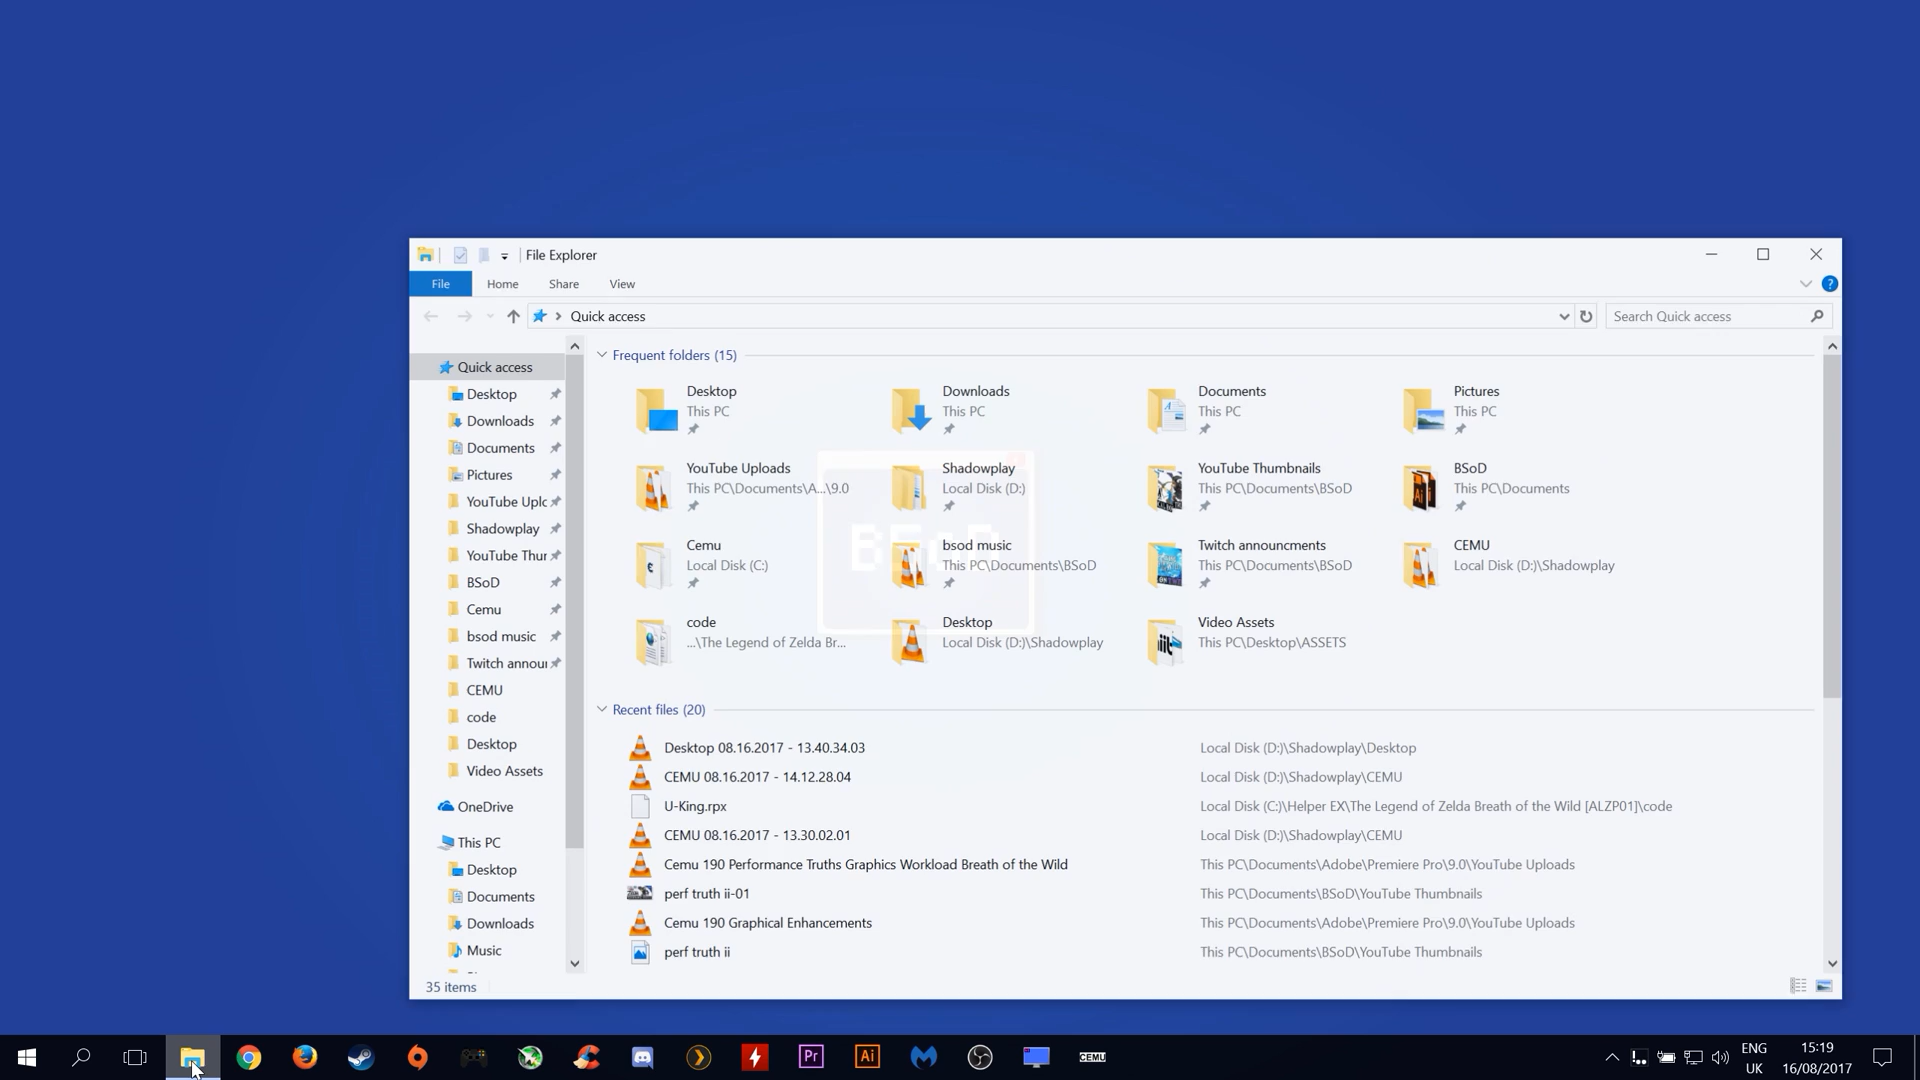 File Explorer
File Home Share View
Quick access
Search Quick access
Quick access
Desktop
Downloads
Documents
Pictures
YouTube Uplc
Shadowplay
YouTube Thur
BSoD
Cemu
bsod music
Twitch annour
CEMU
code
Desktop
Video Assets
OneDrive
This PC
Desktop
Documents
Downloads
Music
Frequent folders (15)
Desktop
This PC
Downloads
This PC
Documents
This PC
Pictures
This PC
YouTube Uploads
This PC\Documents\A...\9.0
Shadowplay
Local Disk (D:)
YouTube Thumbnails
This PC\Documents\BSoD
BSoD
This PC\Documents
Cemu
Local Disk (C:)
BSoD
bsod music
This PC\Documents\BSoD
Twitch announcments
This PC\Documents\BSoD
CEMU
Local Disk (D:)\Shadowplay
code
...\The Legend of Zelda Br...
Desktop
Local Disk (D:)\Shadowplay
Video Assets
This PC\Desktop\ASSETS
Recent files (20)
Desktop 08.16.2017 - 13.40.34.03 Local Disk (D:)\Shadowplay\Desktop
CEMU 08.16.2017 - 14.12.28.04 Local Disk (D:)\Shadowplay\CEMU
U-King.rpx Local Disk (C:)\Helper EX\The Legend of Zelda Breath of the Wild [ALZP01]\code
CEMU 08.16.2017 - 13.30.02.01 Local Disk (D:)\Shadowplay\CEMU
Cemu 190 Performance Truths Graphics Workload Breath of the Wild This PC\Documents\Adobe\Premiere Pro\9.0\YouTube Uploads
perf truth ii-01 This PC\Documents\BSoD\YouTube Thumbnails
Cemu 190 Graphical Enhancements This PC\Documents\Adobe\Premiere Pro\9.0\YouTube Uploads
perf truth ii This PC\Documents\BSoD\YouTube Thumbnails
35 items
Pr
Ai
CEMU
ENG
UK
15:19
16/08/2017